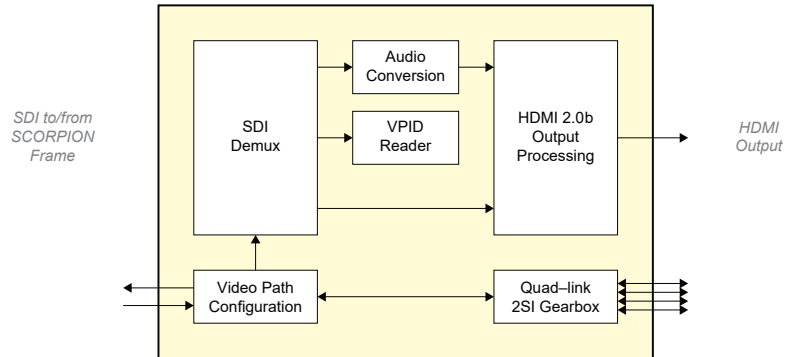 SDI to/from
SCORPION
Frame
SDI
Demux
Audio
Conversion
VPID
Reader
HDMI 2.0b
Output
Processing
HDMI
Output
Video Path
Configuration
Quad–link
2SI Gearbox